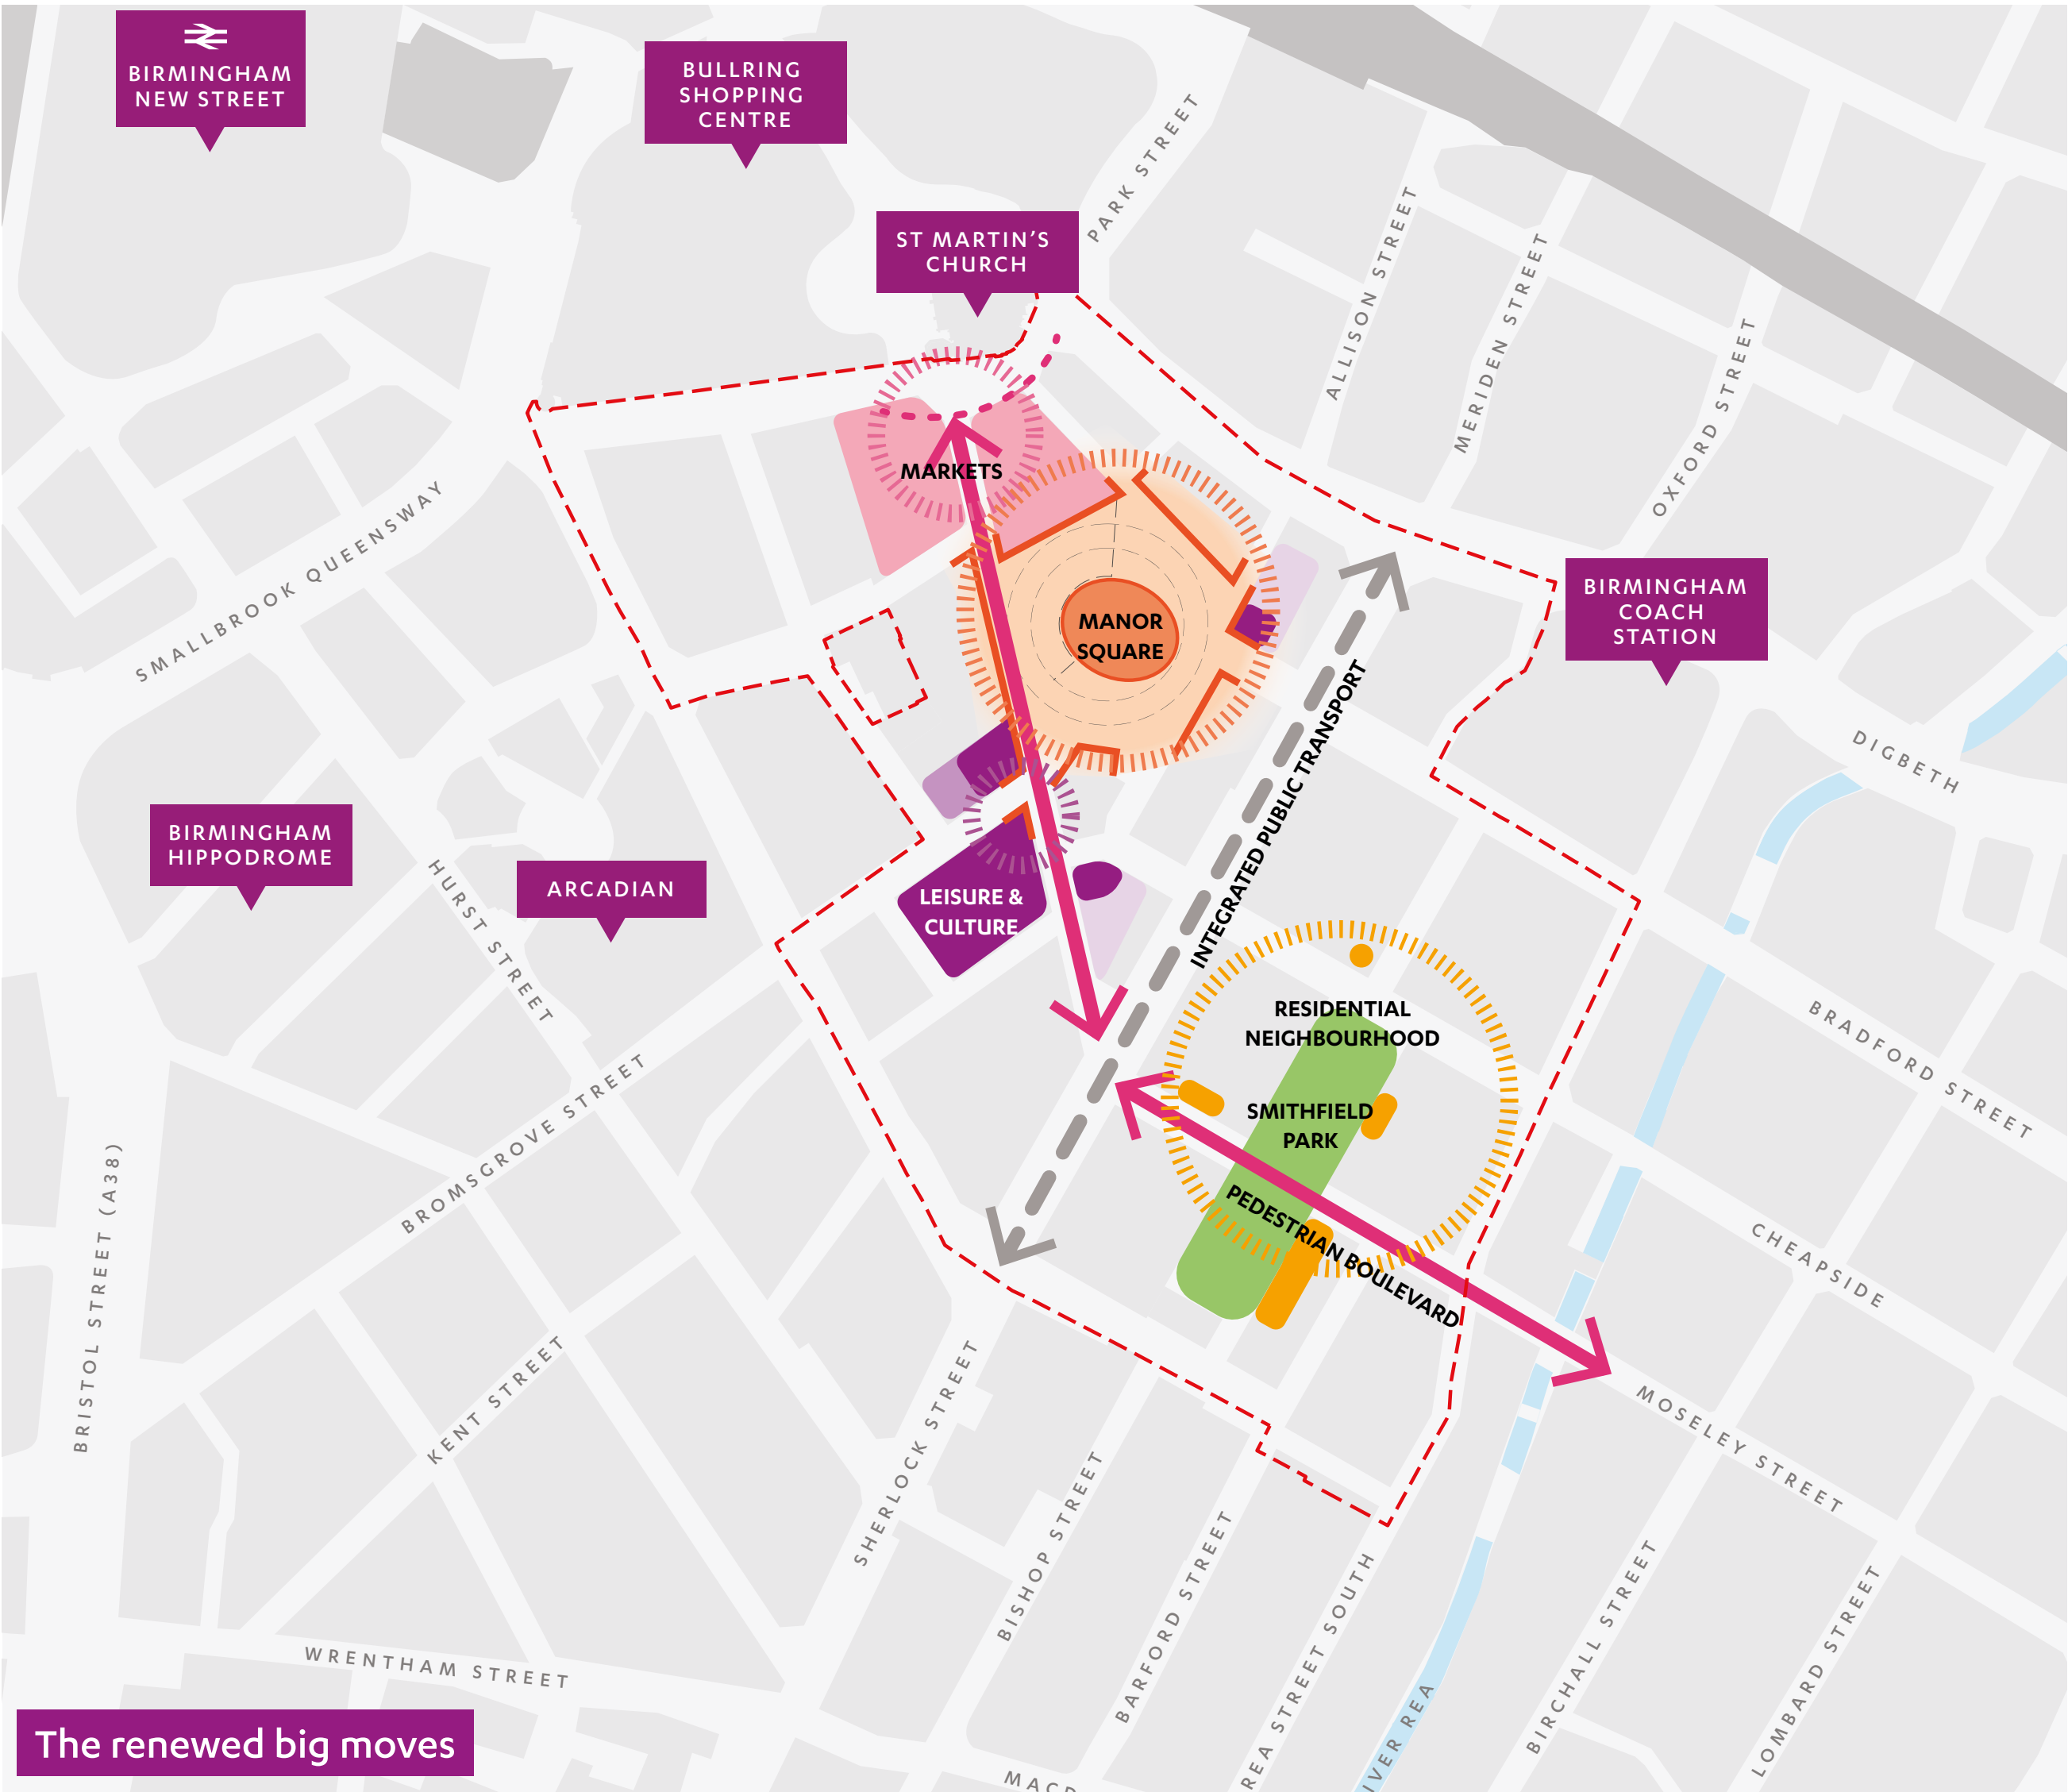 BIRMINGHAM
NEW STREET
BULLRING
SHOPPING
CENTRE
PARK STREET
ST MARTIN'S
CHURCH
ALLISON STREET
MERIDEN STREET
OXFORD STREET
MARKETS
SMALLBROOK QUEENSWAY
MANOR
SQUARE
BIRMINGHAM
COACH
STATION
INTEGRATED PUBLIC TRANSPORT
DIGBETH
BIRMINGHAM
HIPPODROME
ARCADIAN
HURST STREET
LEISURE &
CULTURE
RESIDENTIAL
NEIGHBOURHOOD
SMITHFIELD
PARK
PEDESTRIAN BOULEVARD
BRADFORD STREET
CHEAPSIDE
BROMSGROVE STREET
BRISTOL STREET (A38)
KENT STREET
SHERLOCK STREET
MOSELEY STREET
BISHOP STREET
BARFORD STREET
REA STREET SOUTH
BIRCHALL STREET
LOMBARD STREET
WRENTHAM STREET
IVER REA
The renewed big moves